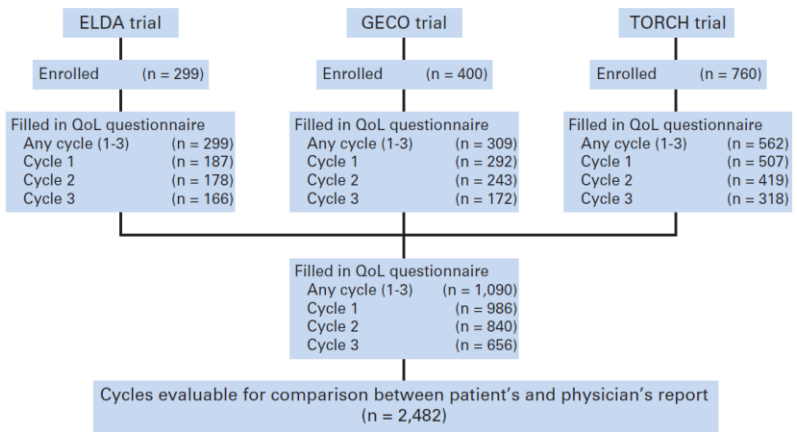 ELDA trial
Enrolled (n = 299)
Filled in QoL questionnaire
Any cycle (1-3) (n = 299)
Cycle 1 (n = 187)
Cycle 2 (n = 178)
Cycle 3 (n = 166)
GECO trial
Enrolled (n = 400)
Filled in QoL questionnaire
Any cycle (1-3) (n = 309)
Cycle 1 (n = 292)
Cycle 2 (n = 243)
Cycle 3 (n = 172)
TORCH trial
Enrolled (n = 760)
Filled in QoL questionnaire
Any cycle (1-3) (n = 562)
Cycle 1 (n = 507)
Cycle 2 (n = 419)
Cycle 3 (n = 318)
Filled in QoL questionnaire
Any cycle (1-3) (n = 1,090)
Cycle 1 (n = 986)
Cycle 2 (n = 840)
Cycle 3 (n = 656)
Cycles evaluable for comparison between patient's and physician's report
(n = 2,482)